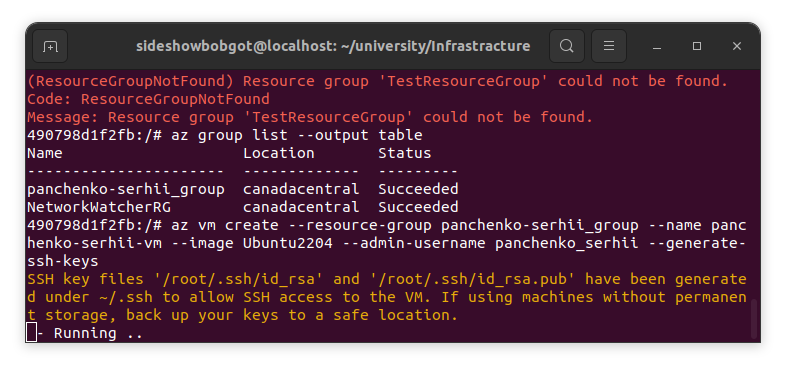 sideshowbobgot@localhost: ~/university/Infrastracture
(ResourceGroupNotFound) Resource group 'TestResourceGroup' could not be found.
Code: ResourceGroupNotFound
Message: Resource group 'TestResourceGroup' could not be found.
490798d1f2fb:/# az group list --output table
Name                    Location       Status
----------------------  -------------  ---------
panchenko-serhii_group  canadacentral  Succeeded
NetworkWatcherRG        canadacentral  Succeeded
490798d1f2fb:/# az vm create --resource-group panchenko-serhii_group --name panc
henko-serhii-vm --image Ubuntu2204 --admin-username panchenko_serhii --generate-
ssh-keys
SSH key files '/root/.ssh/id_rsa' and '/root/.ssh/id_rsa.pub' have been generate
d under ~/.ssh to allow SSH access to the VM. If using machines without permanen
t storage, back up your keys to a safe location.
- Running ..